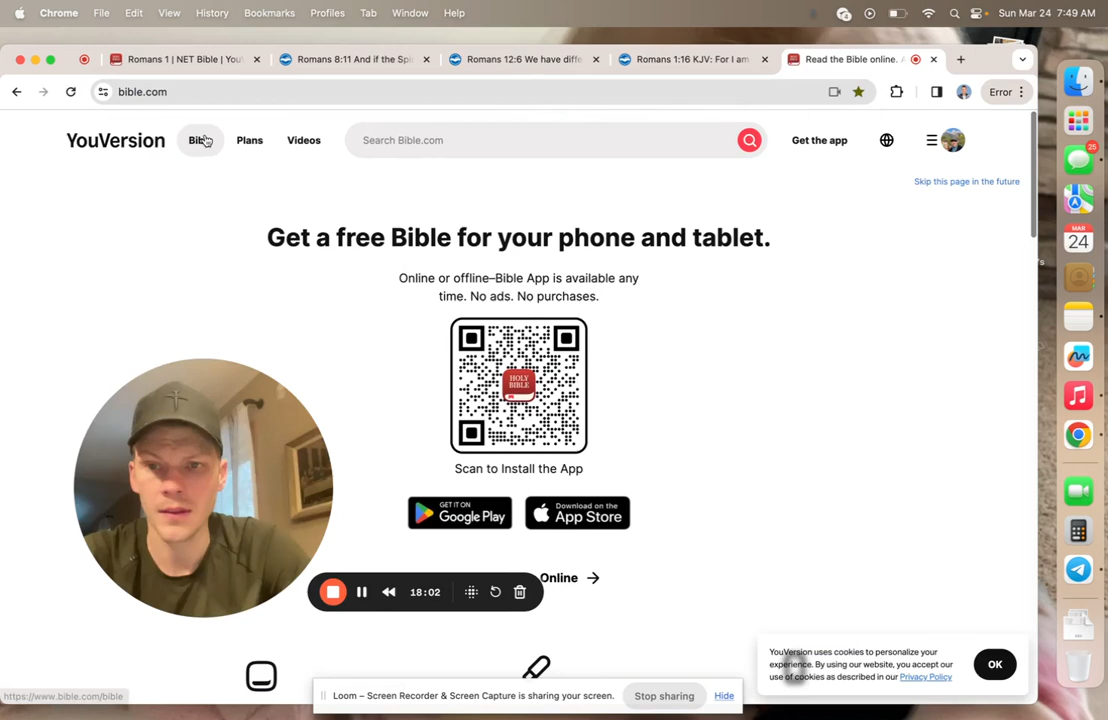 Chrome File Edit View History Bookmarks Profiles Tab Window Help Sun Mar 24 7:49 AM
Romans 1 | NET Bible | You
Romans 8:11 And if the Spi
Romans 12:6 We have diffe
Romans 1:16 KJV: For I am
Read the Bible online. A
bible.com
Error
YouVersion Bible Plans Videos Search Bible.com Get the app
Skip this page in the future
Get a free Bible for your phone and tablet.
Online or offline–Bible App is available any
time. No ads. No purchases.
HOLY
BIBLE
Scan to Install the App
GET IT ON
Google Play
Download on the
App Store
Online
18:02
YouVersion uses cookies to personalize your
experience. By using our website, you accept our
use of cookies as described in our Privacy Policy
OK
https://www.bible.com/bible
Loom – Screen Recorder & Screen Capture is sharing your screen. Stop sharing Hide
25
MAR
24